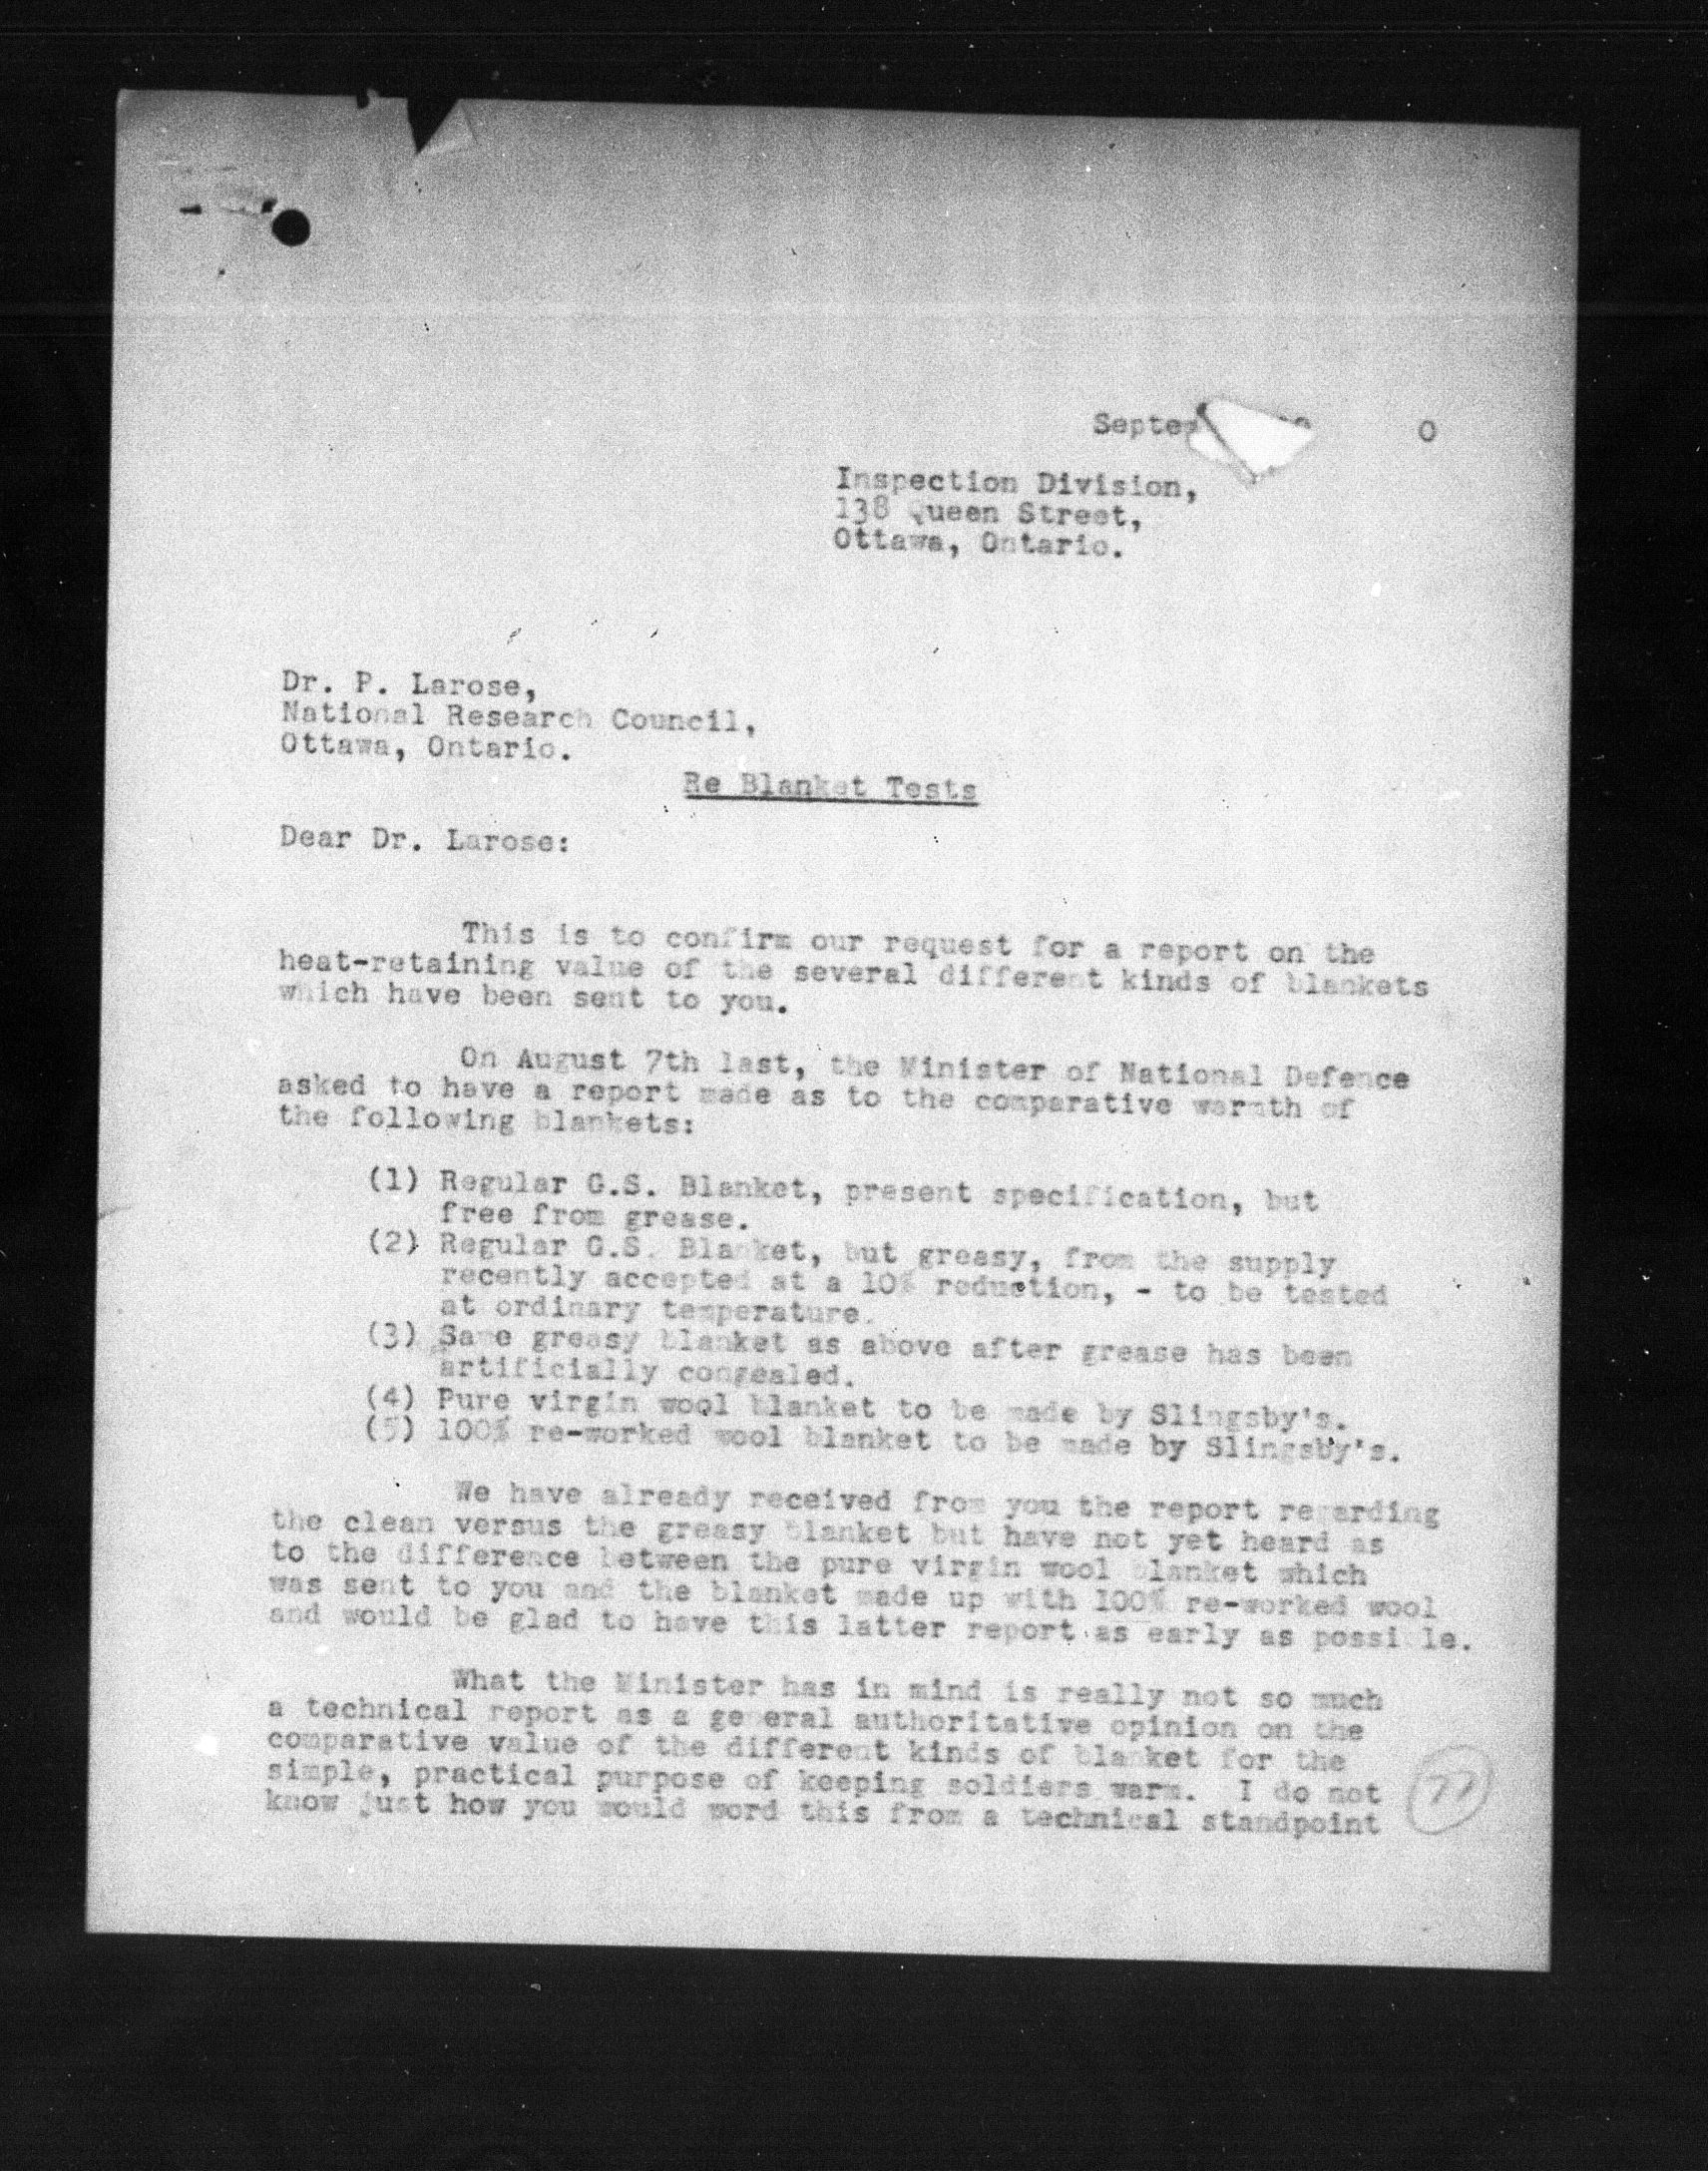 Inspection Division,
138 Queen Street,
Ottawa, Ontario.
Dr. P. Larose,
National Research Council,
Ottawa, Ontario.
Re Blanket Tests
Dear Dr. Larose:
This is to confirm our request for a report on the
heat-retaining value of the several different kinds of blankets
which have been sent to you.
On August 7th last, the Minister of National Defence
asked to have a report made as to the comparative warmth of
the following blankets:
(1) Regular G.S. Blanket, present specification, but
free from grease.
(2) Regular G.S. Blanket, but greasy, from the supply
recently accepted at a 10% reduction, - to be tested
at ordinary temperature.
(3) Same greasy blanket as above after grease has been
artificially congealed.
(4) Pure virgin wool blanket to be made by Slingsby's.
(5) 100% re-worked wool blanket to be made by Slingsby's.
We have already received from you the report regarding
the clean versus the greasy blanket but have not yet heard as
to the difference between the pure virgin wool blanket which
was sent to you and the blanket made up with 100% re-worked wool
and would be glad to have this latter report as early as possible.
What the Minister has in mind is really not so much
a technical report as a general authoritative opinion on the
comparative value of the different kinds of blanket for the
simple, practical purpose of keeping soldiers warm. I do not
know just how you would word this from a technical standpoint
77